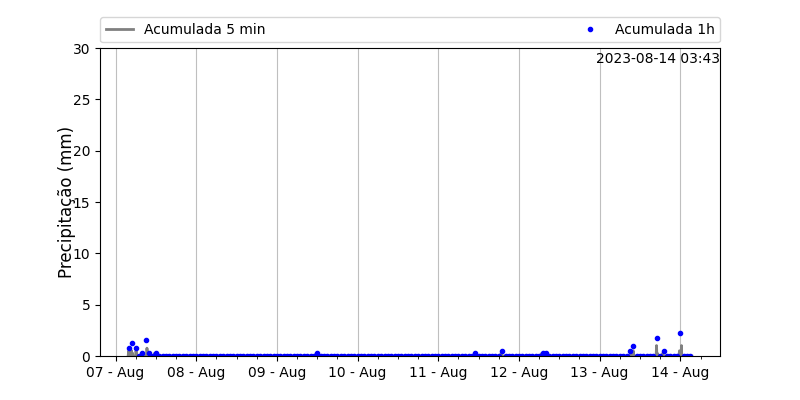 Acumulada 5 min
Acumulada 1h
2023-08-14 03:43
Precipitação (mm)
30
25
20
15
10
5
0
07 - Aug
08 - Aug
09 - Aug
10 - Aug
11 - Aug
12 - Aug
13 - Aug
14 - Aug